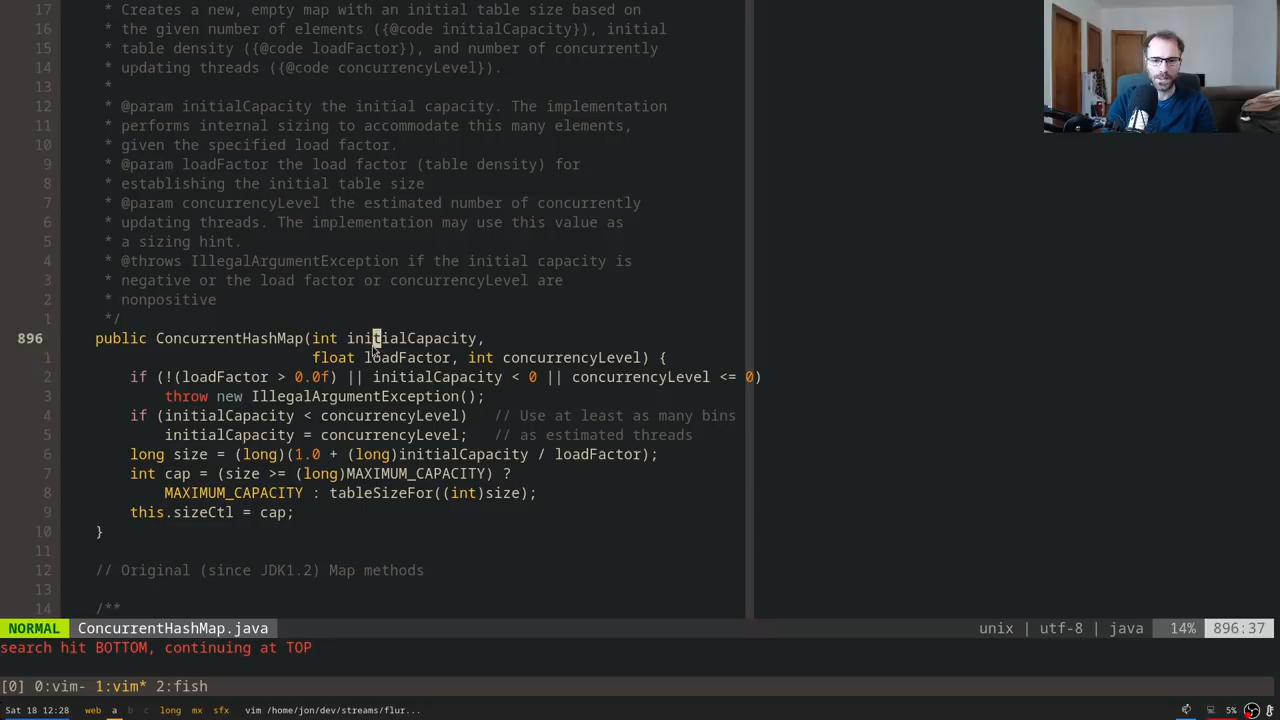 17 * Creates a new, empty map with an initial table size based on
16 * the given number of elements ({@code initialCapacity}), initial
15 * table density ({@code loadFactor}), and number of concurrently
14 * updating threads ({@code concurrencyLevel}).
13 *
12 * @param initialCapacity the initial capacity. The implementation
11 * performs internal sizing to accommodate this many elements,
10 * given the specified load factor.
9 * @param loadFactor the load factor (table density) for
8 * establishing the initial table size
7 * @param concurrencyLevel the estimated number of concurrently
6 * updating threads. The implementation may use this value as
5 * a sizing hint.
4 * @throws IllegalArgumentException if the initial capacity is
3 * negative or the load factor or concurrencyLevel are
2 * nonpositive
1 */
896 public ConcurrentHashMap(int initialCapacity,
1 float loadFactor, int concurrencyLevel) {
2 if (!(loadFactor > 0.0f) || initialCapacity < 0 || concurrencyLevel <= 0)
3 throw new IllegalArgumentException();
4 if (initialCapacity < concurrencyLevel) // Use at least as many bins
5 initialCapacity = concurrencyLevel; // as estimated threads
6 long size = (long)(1.0 + (long)initialCapacity / loadFactor);
7 int cap = (size >= (long)MAXIMUM_CAPACITY) ?
8 MAXIMUM_CAPACITY : tableSizeFor((int)size);
9 this.sizeCtl = cap;
10 }
11
12 // Original (since JDK1.2) Map methods
13
14 /**
NORMAL ConcurrentHashMap.java unix | utf-8 | java 14% 896:37
search hit BOTTOM, continuing at TOP
[0] 0:vim- 1:vim* 2:fish
Sat 18 12:28 web a b c long mx sfx vim /home/jon/dev/streams/flur... 5%